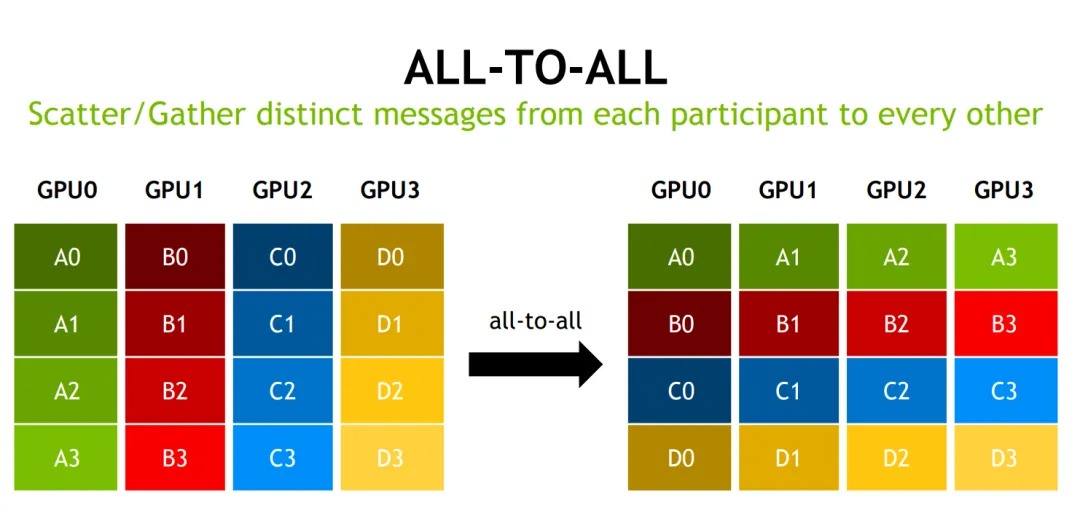 ALL-TO-ALL
Scatter/Gather distinct messages from each participant to every other
GPU0 GPU1 GPU2 GPU3
A0 B0 C0 D0
A1 B1 C1 D1
A2 B2 C2 D2
A3 B3 C3 D3
all-to-all
GPU0 GPU1 GPU2 GPU3
A0 A1 A2 A3
B0 B1 B2 B3
C0 C1 C2 C3
D0 D1 D2 D3